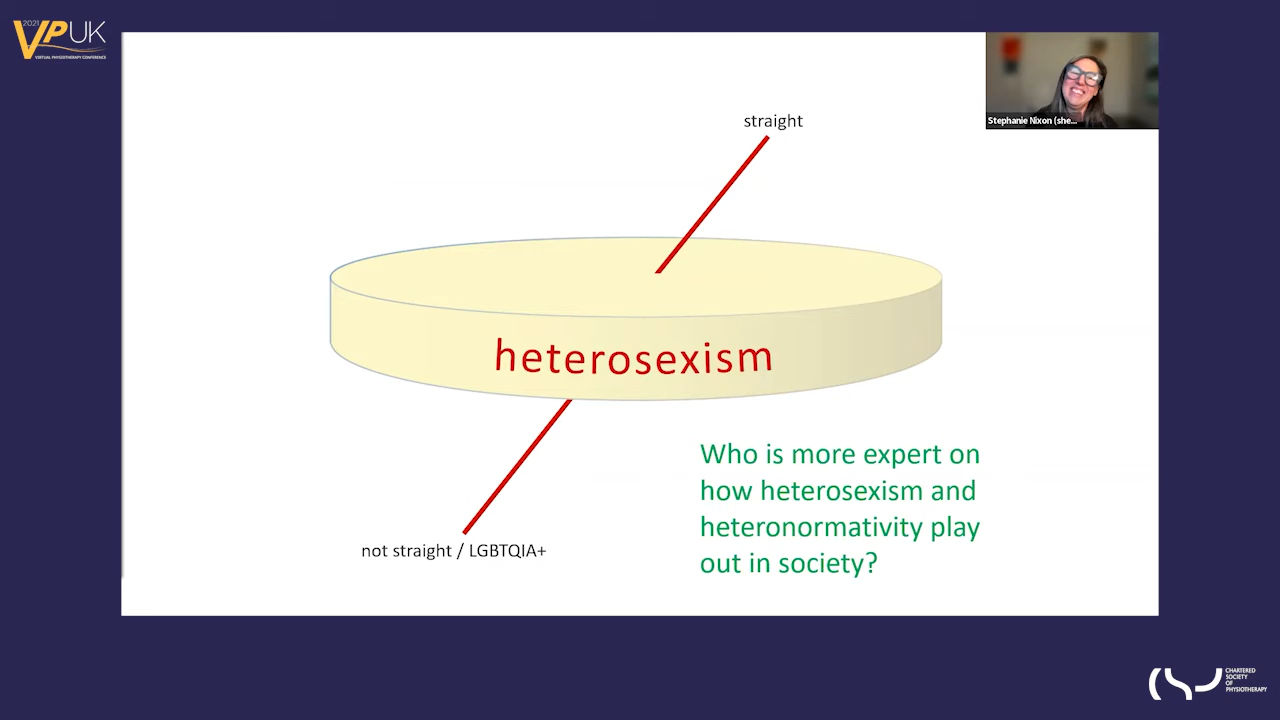 2021
VPUK
VIRTUAL PHYSIOTHERAPY CONFERENCE
Stephanie Nixon (she...
straight
heterosexism
Who is more expert on
how heterosexism and
heteronormativity play
out in society?
not straight / LGBTQIA+
CHARTERED
SOCIETY
OF
PHYSIOTHERAPY